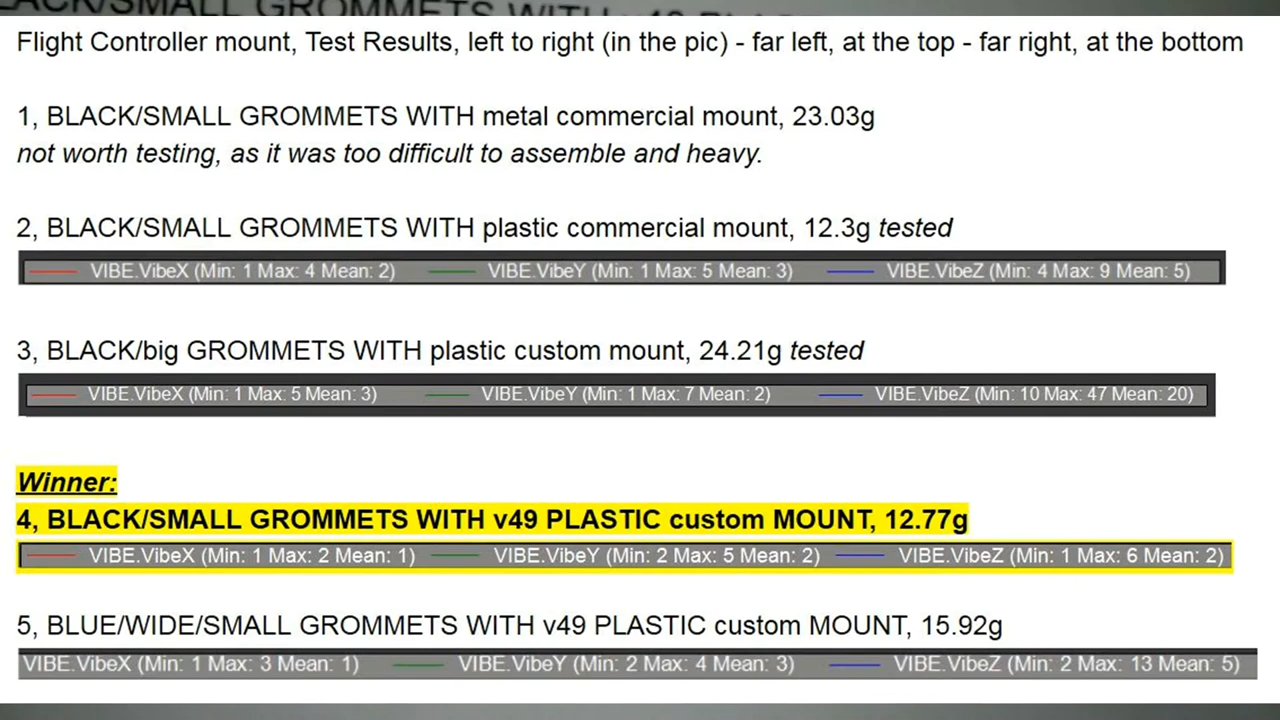 BLACK/SMALL GROMMETS WITH v49 PLA
Flight Controller mount, Test Results, left to right (in the pic) - far left, at the top - far right, at the bottom
1, BLACK/SMALL GROMMETS WITH metal commercial mount, 23.03g
not worth testing, as it was too difficult to assemble and heavy.
2, BLACK/SMALL GROMMETS WITH plastic commercial mount, 12.3g tested
VIBE.VibeX (Min: 1 Max: 4 Mean: 2) VIBE.VibeY (Min: 1 Max: 5 Mean: 3) VIBE.VibeZ (Min: 4 Max: 9 Mean: 5)
3, BLACK/big GROMMETS WITH plastic custom mount, 24.21g tested
VIBE.VibeX (Min: 1 Max: 5 Mean: 3) VIBE.VibeY (Min: 1 Max: 7 Mean: 2) VIBE.VibeZ (Min: 10 Max: 47 Mean: 20)
Winner:
4, BLACK/SMALL GROMMETS WITH v49 PLASTIC custom MOUNT, 12.77g
VIBE.VibeX (Min: 1 Max: 2 Mean: 1) VIBE.VibeY (Min: 2 Max: 5 Mean: 2) VIBE.VibeZ (Min: 1 Max: 6 Mean: 2)
5, BLUE/WIDE/SMALL GROMMETS WITH v49 PLASTIC custom MOUNT, 15.92g
VIBE.VibeX (Min: 1 Max: 3 Mean: 1) VIBE.VibeY (Min: 2 Max: 4 Mean: 3) VIBE.VibeZ (Min: 2 Max: 13 Mean: 5)